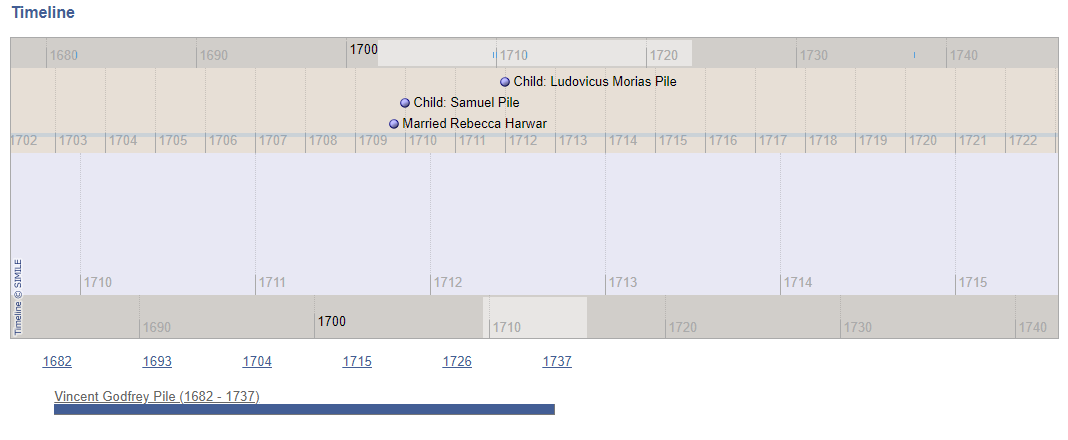 Timeline
1680 1690 1700 1710 1720 1730 1740
Child: Ludovicus Morias Pile
Child: Samuel Pile
Married Rebecca Harwar
1702 1703 1704 1705 1706 1707 1708 1709 1710 1711 1712 1713 1714 1715 1716 1717 1718 1719 1720 1721 1722
1710 1711 1712 1713 1714 1715
Timeline © SIMILE
1690 1700 1710 1720 1730 1740
1682 1693 1704 1715 1726 1737
Vincent Godfrey Pile (1682 - 1737)